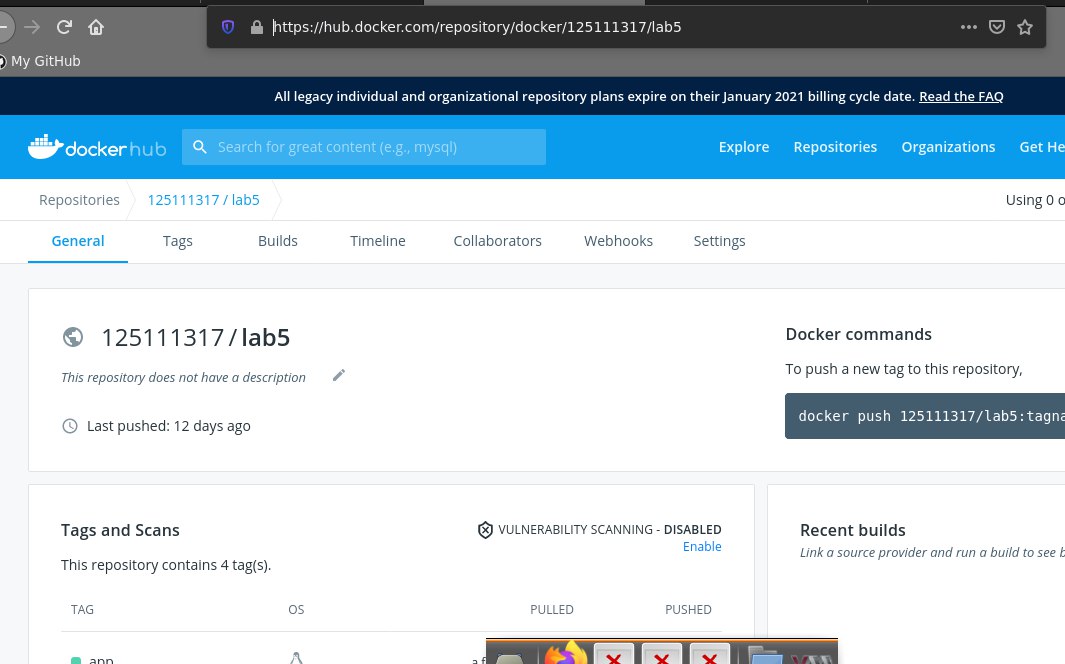 https://hub.docker.com/repository/docker/125111317/lab5
My GitHub
All legacy individual and organizational repository plans expire on their January 2021 billing cycle date. Read the FAQ
dockerhub Search for great content (e.g., mysql) Explore Repositories Organizations Get He
Repositories 125111317 / lab5 Using 0 o
General Tags Builds Timeline Collaborators Webhooks Settings
125111317 / lab5
This repository does not have a description
Last pushed: 12 days ago
Docker commands
To push a new tag to this repository,
docker push 125111317/lab5:tagna
Tags and Scans
VULNERABILITY SCANNING - DISABLED
Enable
This repository contains 4 tag(s).
TAG OS PULLED PUSHED
app
Recent builds
Link a source provider and run a build to see b